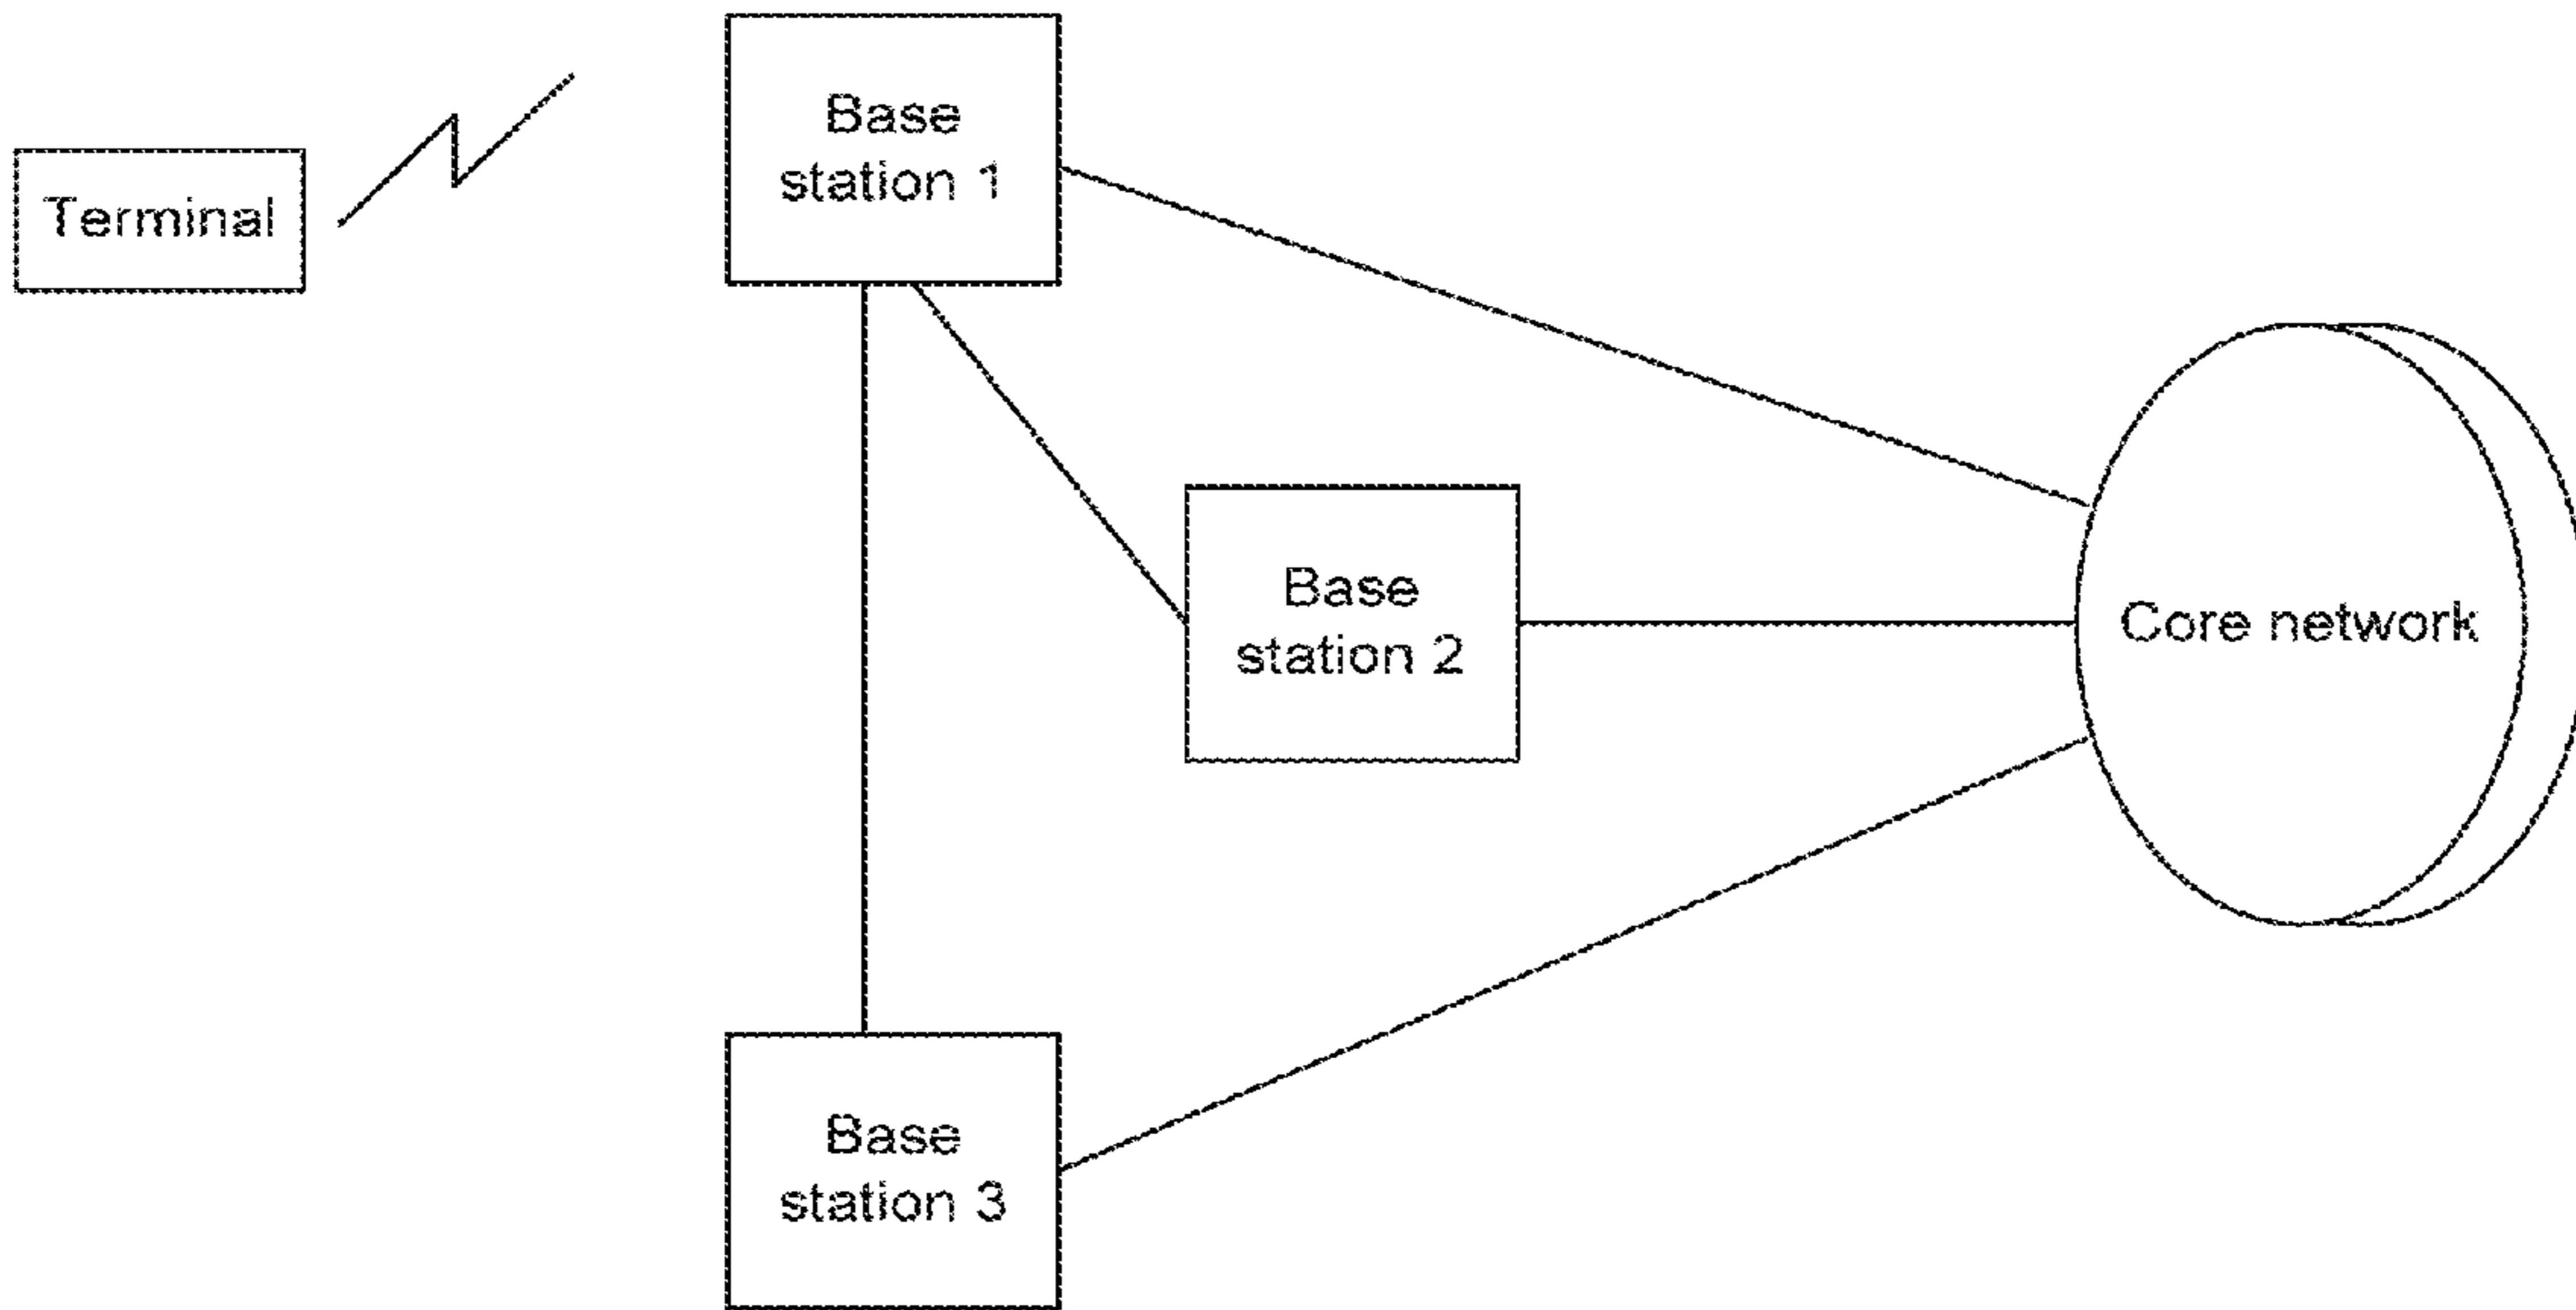 Terminal
Base
station 1
Base
station 2
Core network
Base
station 3